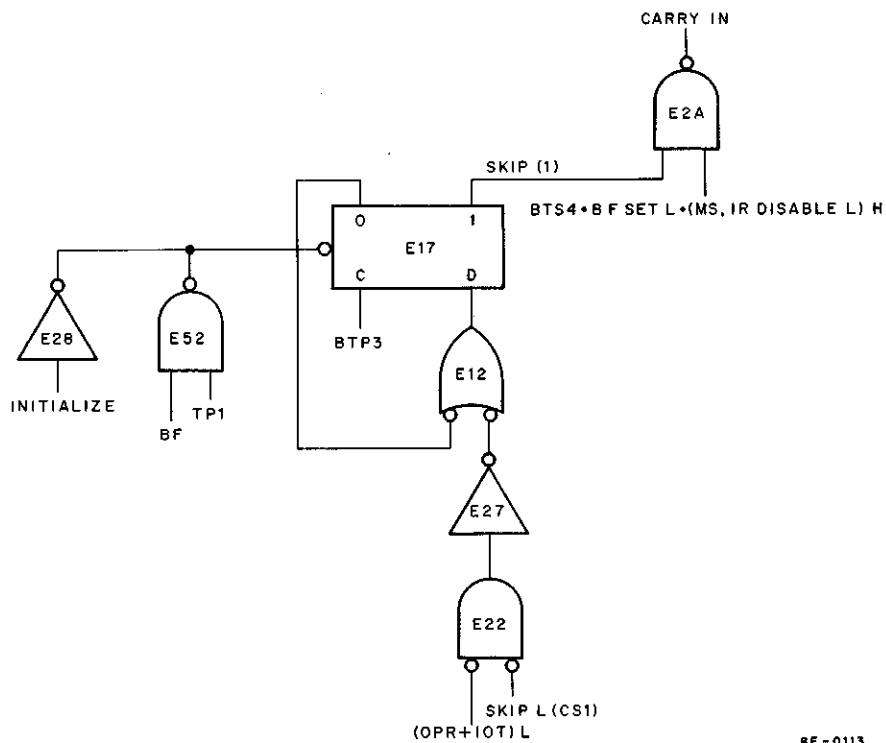 CARRY IN
E2A
SKIP (1)
BTS4•BF SET L•(MS, IR DISABLE L) H
0
1
E17
C
D
E28
E52
BTP3
E12
INITIALIZE
TP1
BF
E27
E22
SKIP L (CS1)
(OPR+IOT) L
8E-0113